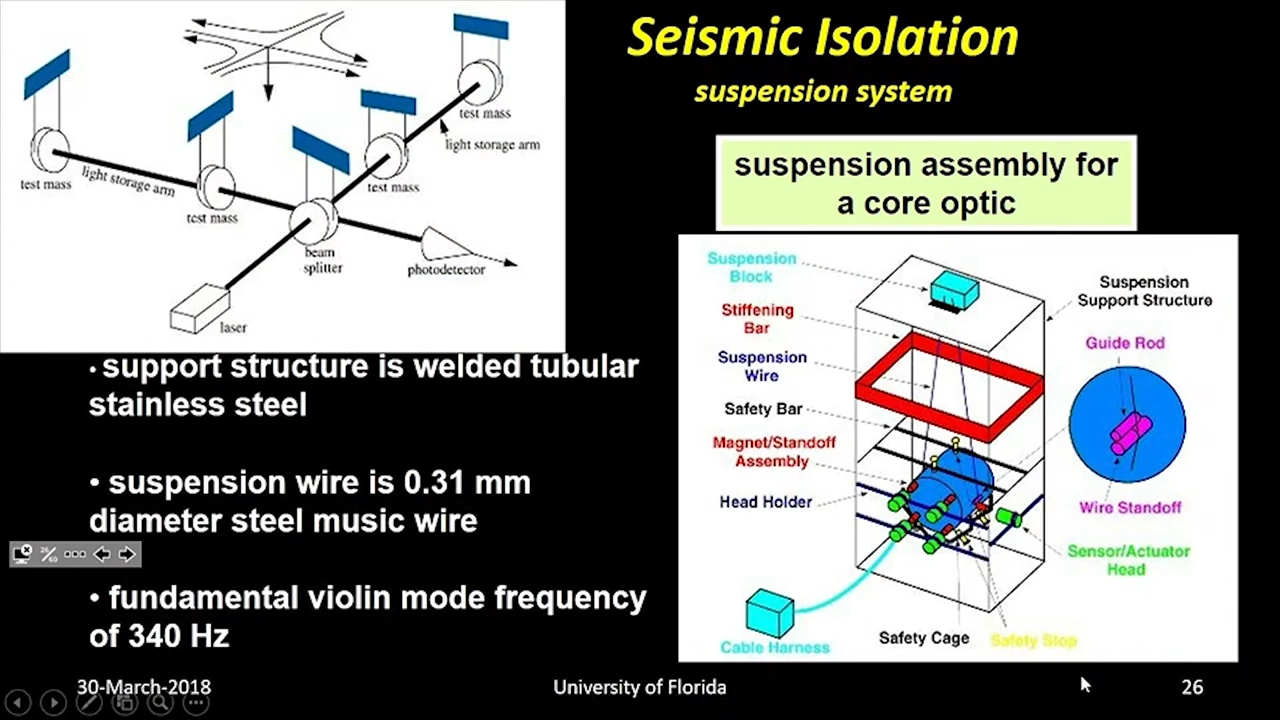 Seismic Isolation
suspension system
test mass
light storage arm
test mass
test mass
light storage arm
test mass
beam
splitter
photodetector
laser
suspension assembly for
a core optic
• support structure is welded tubular
stainless steel
• suspension wire is 0.31 mm
diameter steel music wire
• fundamental violin mode frequency
of 340 Hz
Suspension
Block
Stiffening
Bar
Suspension
Wire
Safety Bar
Magnet/Standoff
Assembly
Head Holder
Suspension
Support Structure
Guide Rod
Wire Standoff
Sensor/Actuator
Head
Cable Harness
Safety Cage
Safety Stop
30-March-2018
University of Florida
26